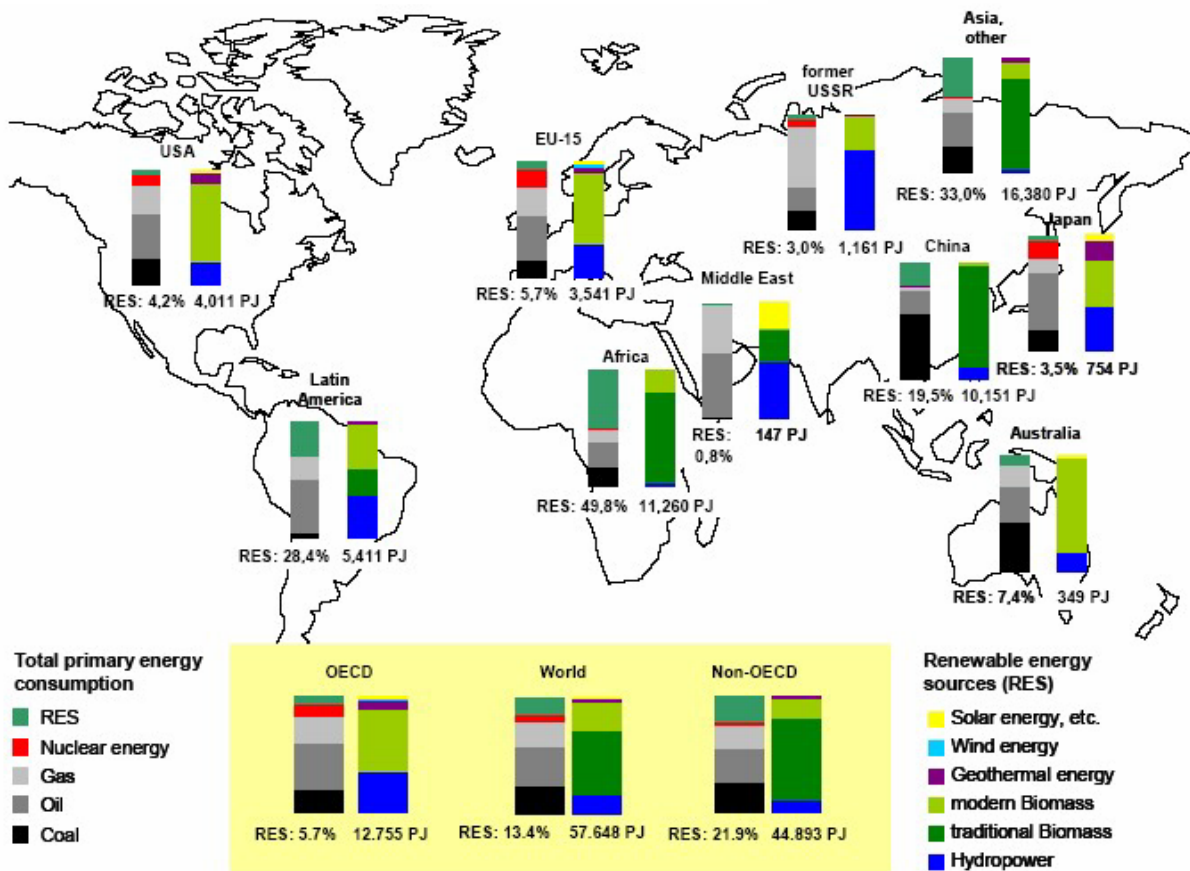 Asia,
other
former
USSR
EU-15
USA
RES: 33,0% 16,380 PJ
Japan
RES: 3,0% 1,161 PJ
China
Middle East
RES: 4,2% 4,011 PJ
RES: 5,7% 3,541 PJ
Africa
RES: 3,5% 754 PJ
Latin
America
RES: 19,5% 10,151 PJ
RES: 147 PJ
0,8%
Australia
RES: 49,8% 11,260 PJ
RES: 28,4% 5,411 PJ
RES: 7,4% 349 PJ
Total primary energy
consumption
RES
Nuclear energy
Gas
Oil
Coal
OECD
World
Non-OECD
RES: 5.7% 12.755 PJ
RES: 13.4% 57.648 PJ
RES: 21.9% 44.893 PJ
Renewable energy
sources (RES)
Solar energy, etc.
Wind energy
Geothermal energy
modern Biomass
traditional Biomass
Hydropower